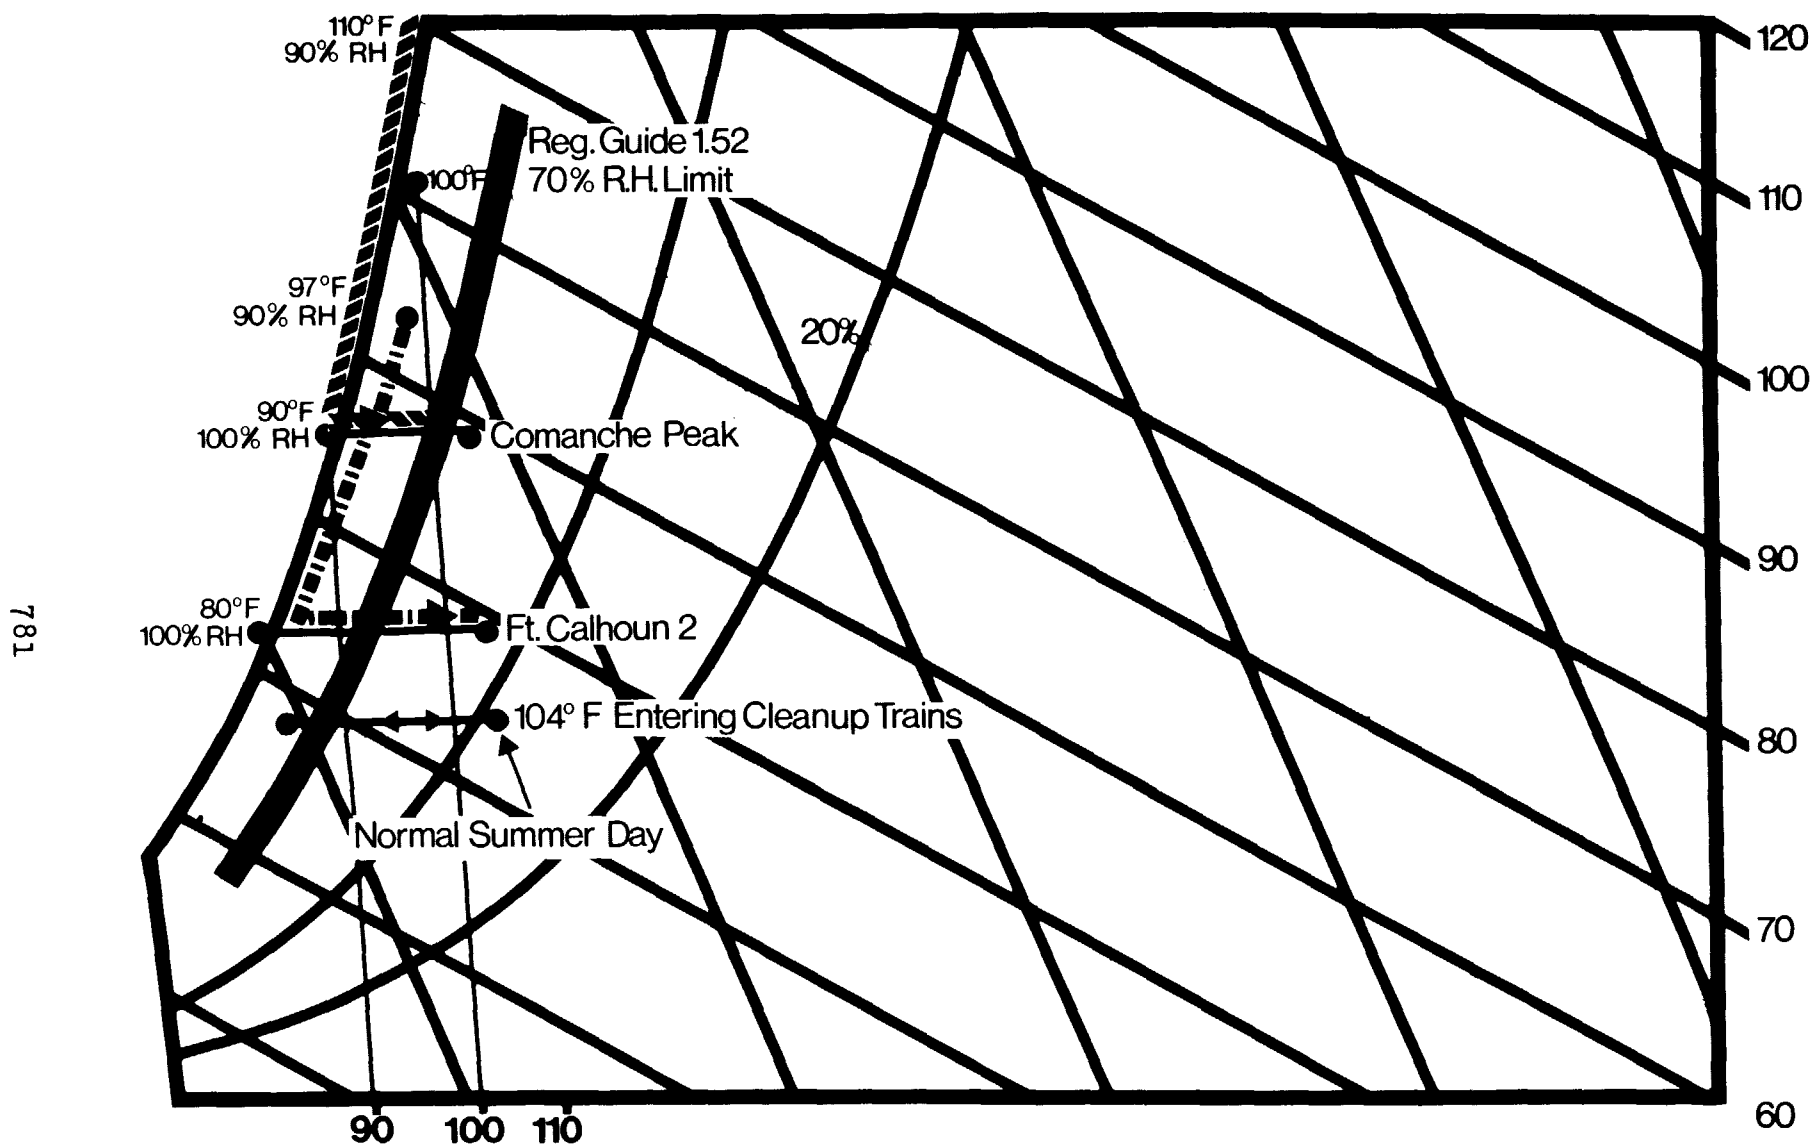 110° F
90% RH
120
Reg. Guide 1.52
70% R.H. Limit
100°F
110
97°F
90% RH
20%
100
90°F
100% RH
Comanche Peak
90
80°F
100% RH
Ft. Calhoun 2
104° F Entering Cleanup Trains
80
Normal Summer Day
70
60
90 100 110
781